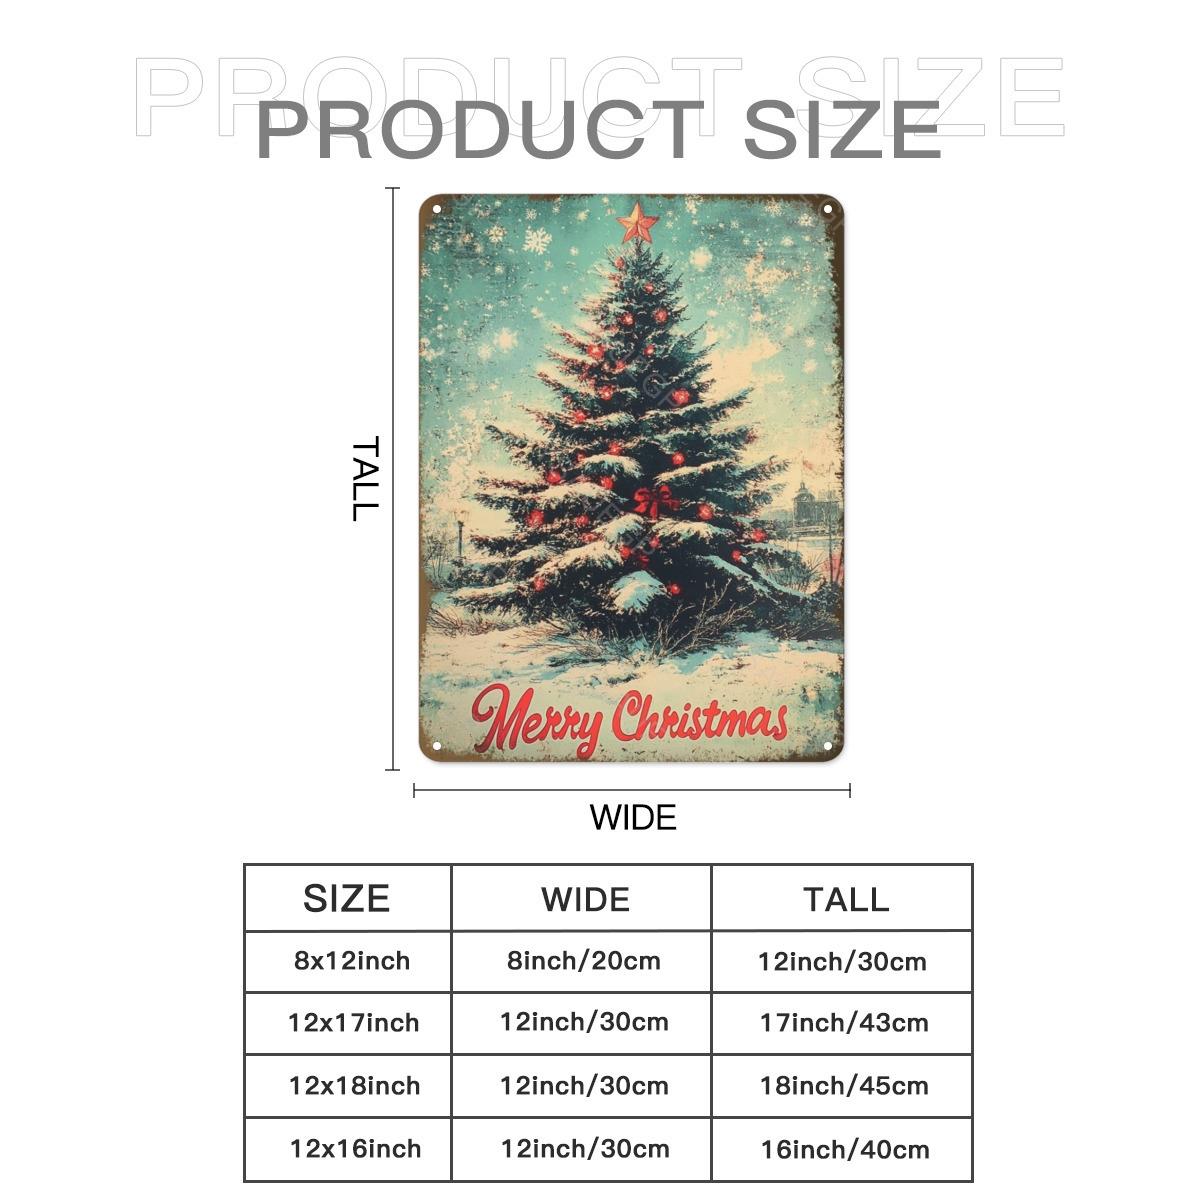 PRODUCT SIZE
PRODUCT SIZE
TALL
Merry Christmas
WIDE
SIZE WIDE TALL
8x12inch 8inch/20cm 12inch/30cm
12x17inch 12inch/30cm 17inch/43cm
12x18inch 12inch/30cm 18inch/45cm
12x16inch 12inch/30cm 16inch/40cm